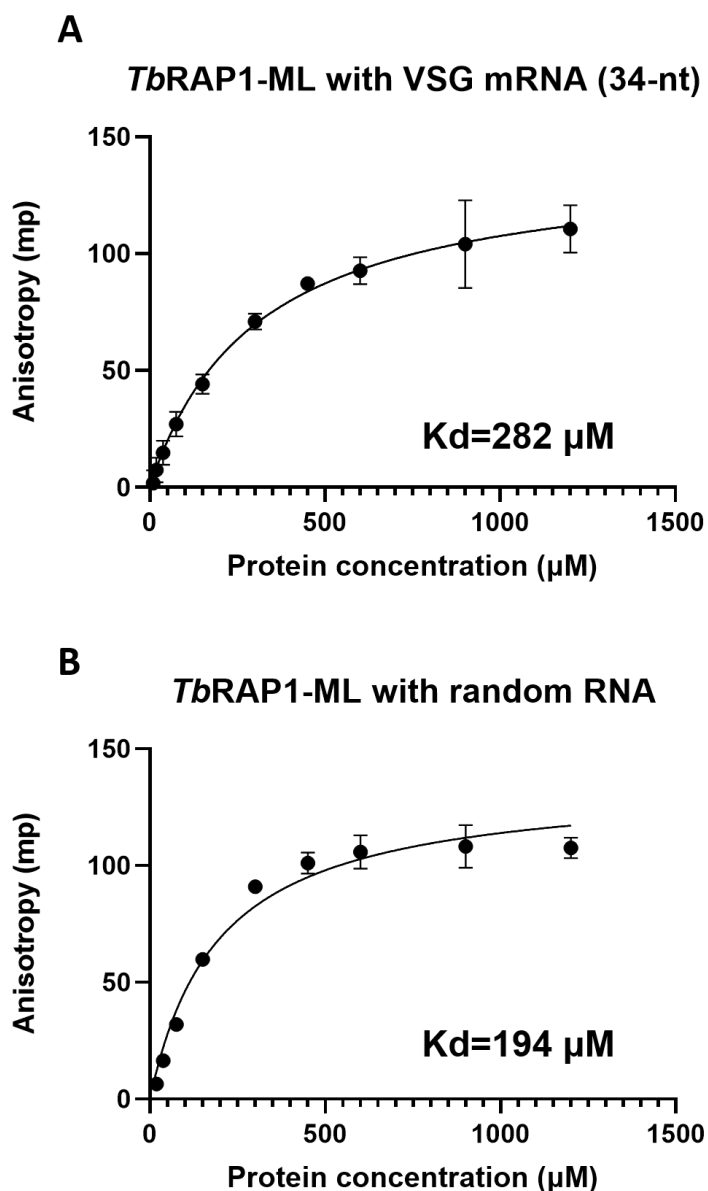 A
TbRAP1-ML with VSG mRNA (34-nt)
150
100
50
0
Anisotropy (mp)
Kd=282 µM
0 500 1000 1500
Protein concentration (µM)
B
TbRAP1-ML with random RNA
150
100
50
0
Anisotropy (mp)
Kd=194 µM
0 500 1000 1500
Protein concentration (µM)